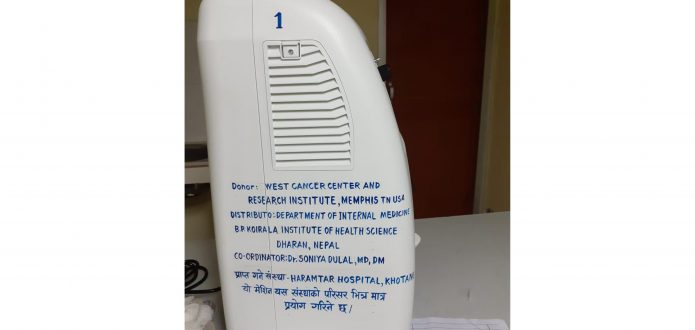 1
Donor: WEST CANCER CENTER AND
RESEARCH INSTITUTE, MEMPHIS TN USA
DISTRIBUTO: DEPARTMENT OF INTERNAL MEDICINE
B.P. KOIRALA INSTITUTE OF HEALTH SCIENCE
DHARAN, NEPAL
CO-ORDINATOR: Dr. SONIYA DULAL, MD, DM
प्राप्त गर्ने संस्था - HARAMTAR HOSPITAL, KHOTANG
यो मेशिन यस संस्थाको परिसर भित्र मात्र
प्रयोग गरिने छ।